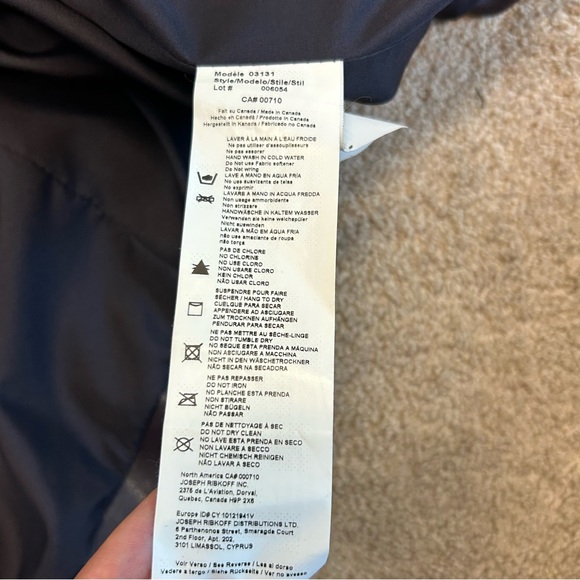 Modèle 03131
Style/Modelo/Stile/Stil
Lot # 006054
CA# 00710
Fait au Canada / Made in Canada
Hecho en Canadá / Prodotto in Canada
Hergestellt in Kanada / Fabricado no Canadá
LAVER À LA MAIN À L'EAU FROIDE
Ne pas utiliser d'assouplisseurs
Ne pas essorer
HAND WASH IN COLD WATER
Do Not Use Fabric softener
Do Not wring
LAVE A MANO EN AQUA FRIA
No use suavizante de telas
No exprimir
LAVARE A MANO IN ACQUA FREDDA
Non usage ammorbidente
Non strizzare
HANDWÄSCHE IN KALTEM WASSER
Verwenden sie keine weichspüler
Nicht auswinden
LAVAR À MÃO EM ÁGUA FRIA
não use amaciante de roupa
não torça
PAS DE CHLORE
NO CHLORINE
NO USE CLORO
NON USARE CLORO
KEIN CHLOR
NÃO USAR CLORO
SUSPENDRE POUR FAIRE
SÉCHER / HANG TO DRY
CUELGUE PARA SECAR
APPENDERE AD ASCIUGARE
ZUM TROCKNEN AUFHÄNGEN
PENDURAR PARA SECAR
NE PAS METTRE AU SÈCHE-LINGE
DO NOT TUMBLE DRY
NO SEQUE ESTA PRENDA A MÁQUINA
NON ASCIUGARE A MACCHINA
NICHT IN DEN WÄSCHETROCKNER
NÃO SECAR NA SECADORA
NE PAS REPASSER
DO NOT IRON
NO PLANCHE ESTA PRENDA
NON STIRARE
NICHT BÜGELN
NÃO PASSAR
PAS DE NETTOYAGE À SEC
DO NOT DRY CLEAN
NO LAVE ESTA PRENDA EN SECO
NON LAVARE A SECCO
NICHT CHEMISCH REINIGEN
NÃO LAVAR A SECO
North America CA# 000710
JOSEPH RIBKOFF INC.
2375 de L'Aviation, Dorval,
Quebec, Canada H9P 2X6
Europe ID# CY 10121941V
JOSEPH RIBKOFF DISTRIBUTIONS LTD.
6 Parthenonos Street, Smaragda Court
2nd Floor, Apt. 202,
3101 LIMASSOL, CYPRUS
Voir Verso / See Reverse / Les al dorso
Vedere a tergo / Siehe Rückseite / Ver no avesso